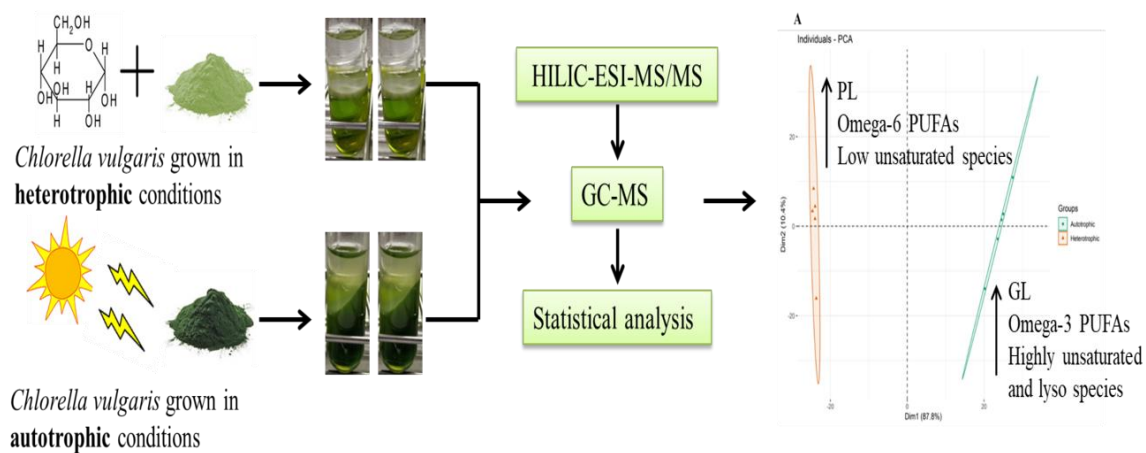 CH₂OH
H
O
H
H
OH
H
OH
OH
H
OH
Chlorella vulgaris grown in
heterotrophic conditions
Chlorella vulgaris grown in
autotrophic conditions
HILIC-ESI-MS/MS
GC-MS
Statistical analysis
A
Individuals - PCA
PL
Omega-6 PUFAs
Low unsaturated species
GL
Omega-3 PUFAs
Highly unsaturated
and lyso species
Groups
Autotrophic
Heterotrophic
Dim2 (10.4%)
20
0
-20
-20
0
20
Dim1 (87.8%)